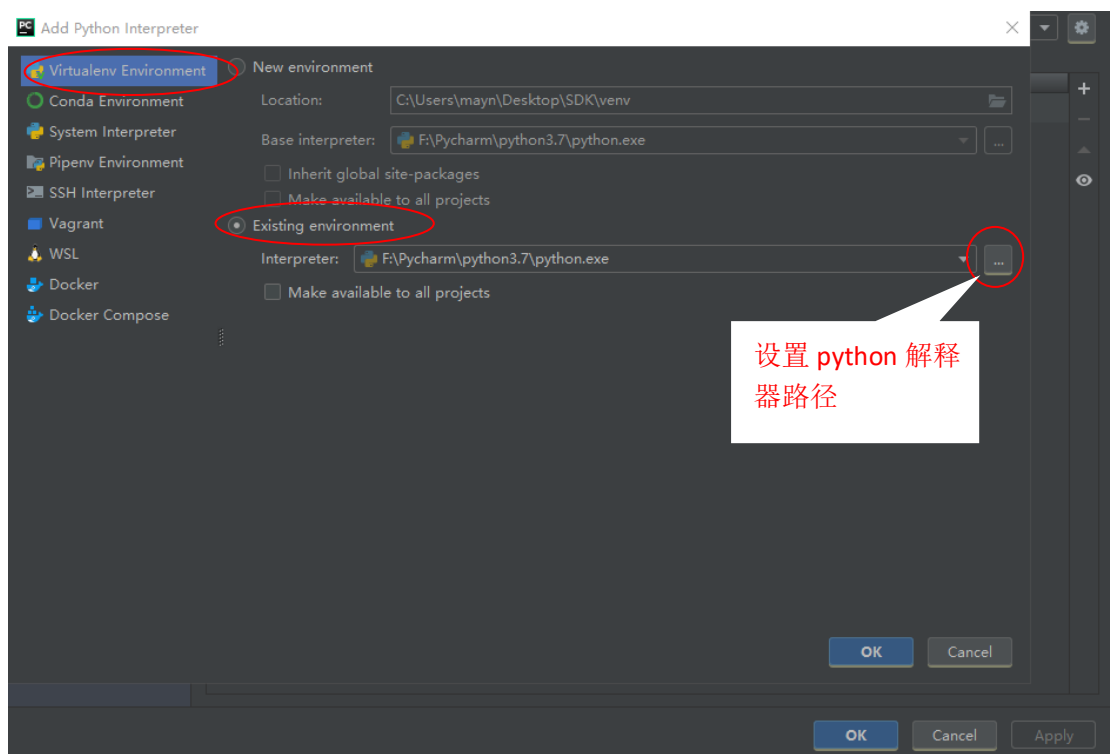 PC Add Python Interpreter
Virtualenv Environment
Conda Environment
System Interpreter
Pipenv Environment
SSH Interpreter
Vagrant
WSL
Docker
Docker Compose
New environment
Location: C:\Users\mayn\Desktop\SDK\venv
Base interpreter: F:\Pycharm\python3.7\python.exe ...
Inherit global site-packages
Make available to all projects
Existing environment
Interpreter: F:\Pycharm\python3.7\python.exe ...
Make available to all projects
设置 python 解释
器路径
OK Cancel
OK Cancel Apply